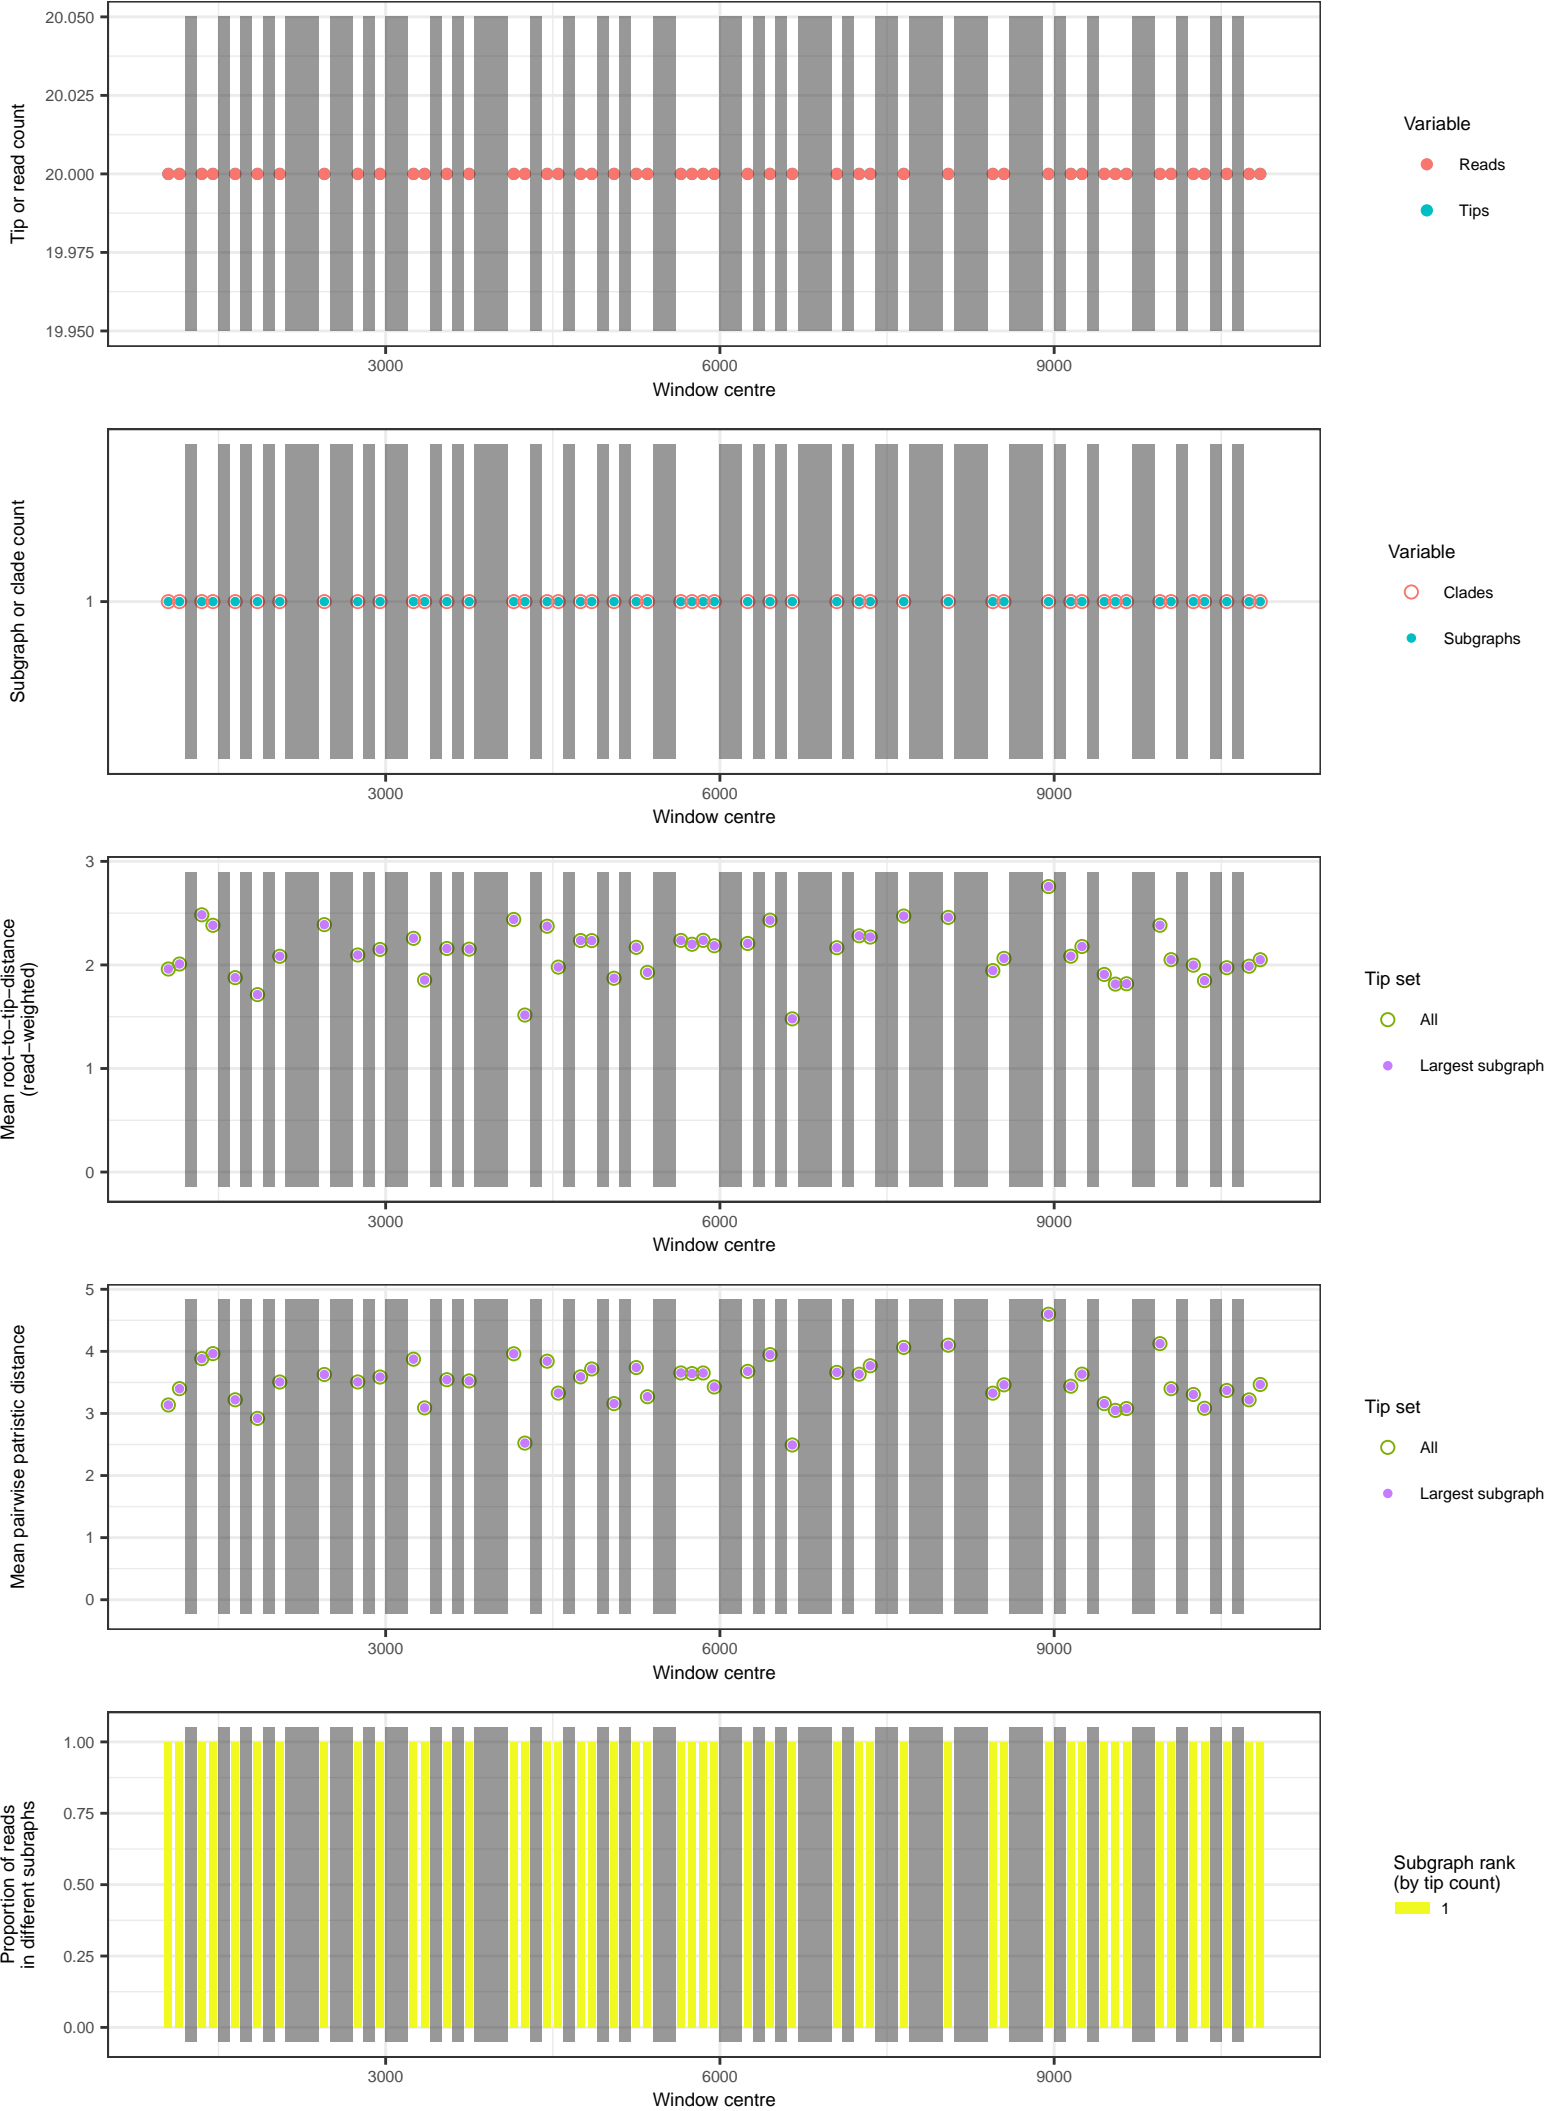 20.050
20.025
20.000
19.975
19.950
Tip or read count
3000
6000
9000
Window centre
Variable
Reads
Tips
1
Subgraph or clade count
3000
6000
9000
Window centre
Variable
Clades
Subgraphs
3
2
1
0
Mean root−to−tip−distance
(read−weighted)
3000
6000
9000
Window centre
Tip set
All
Largest subgraph
5
4
3
2
1
0
Mean pairwise patristic distance
3000
6000
9000
Window centre
Tip set
All
Largest subgraph
1.00
0.75
0.50
0.25
0.00
Proportion of reads
in different subraphs
3000
6000
9000
Window centre
Subgraph rank
(by tip count)
1